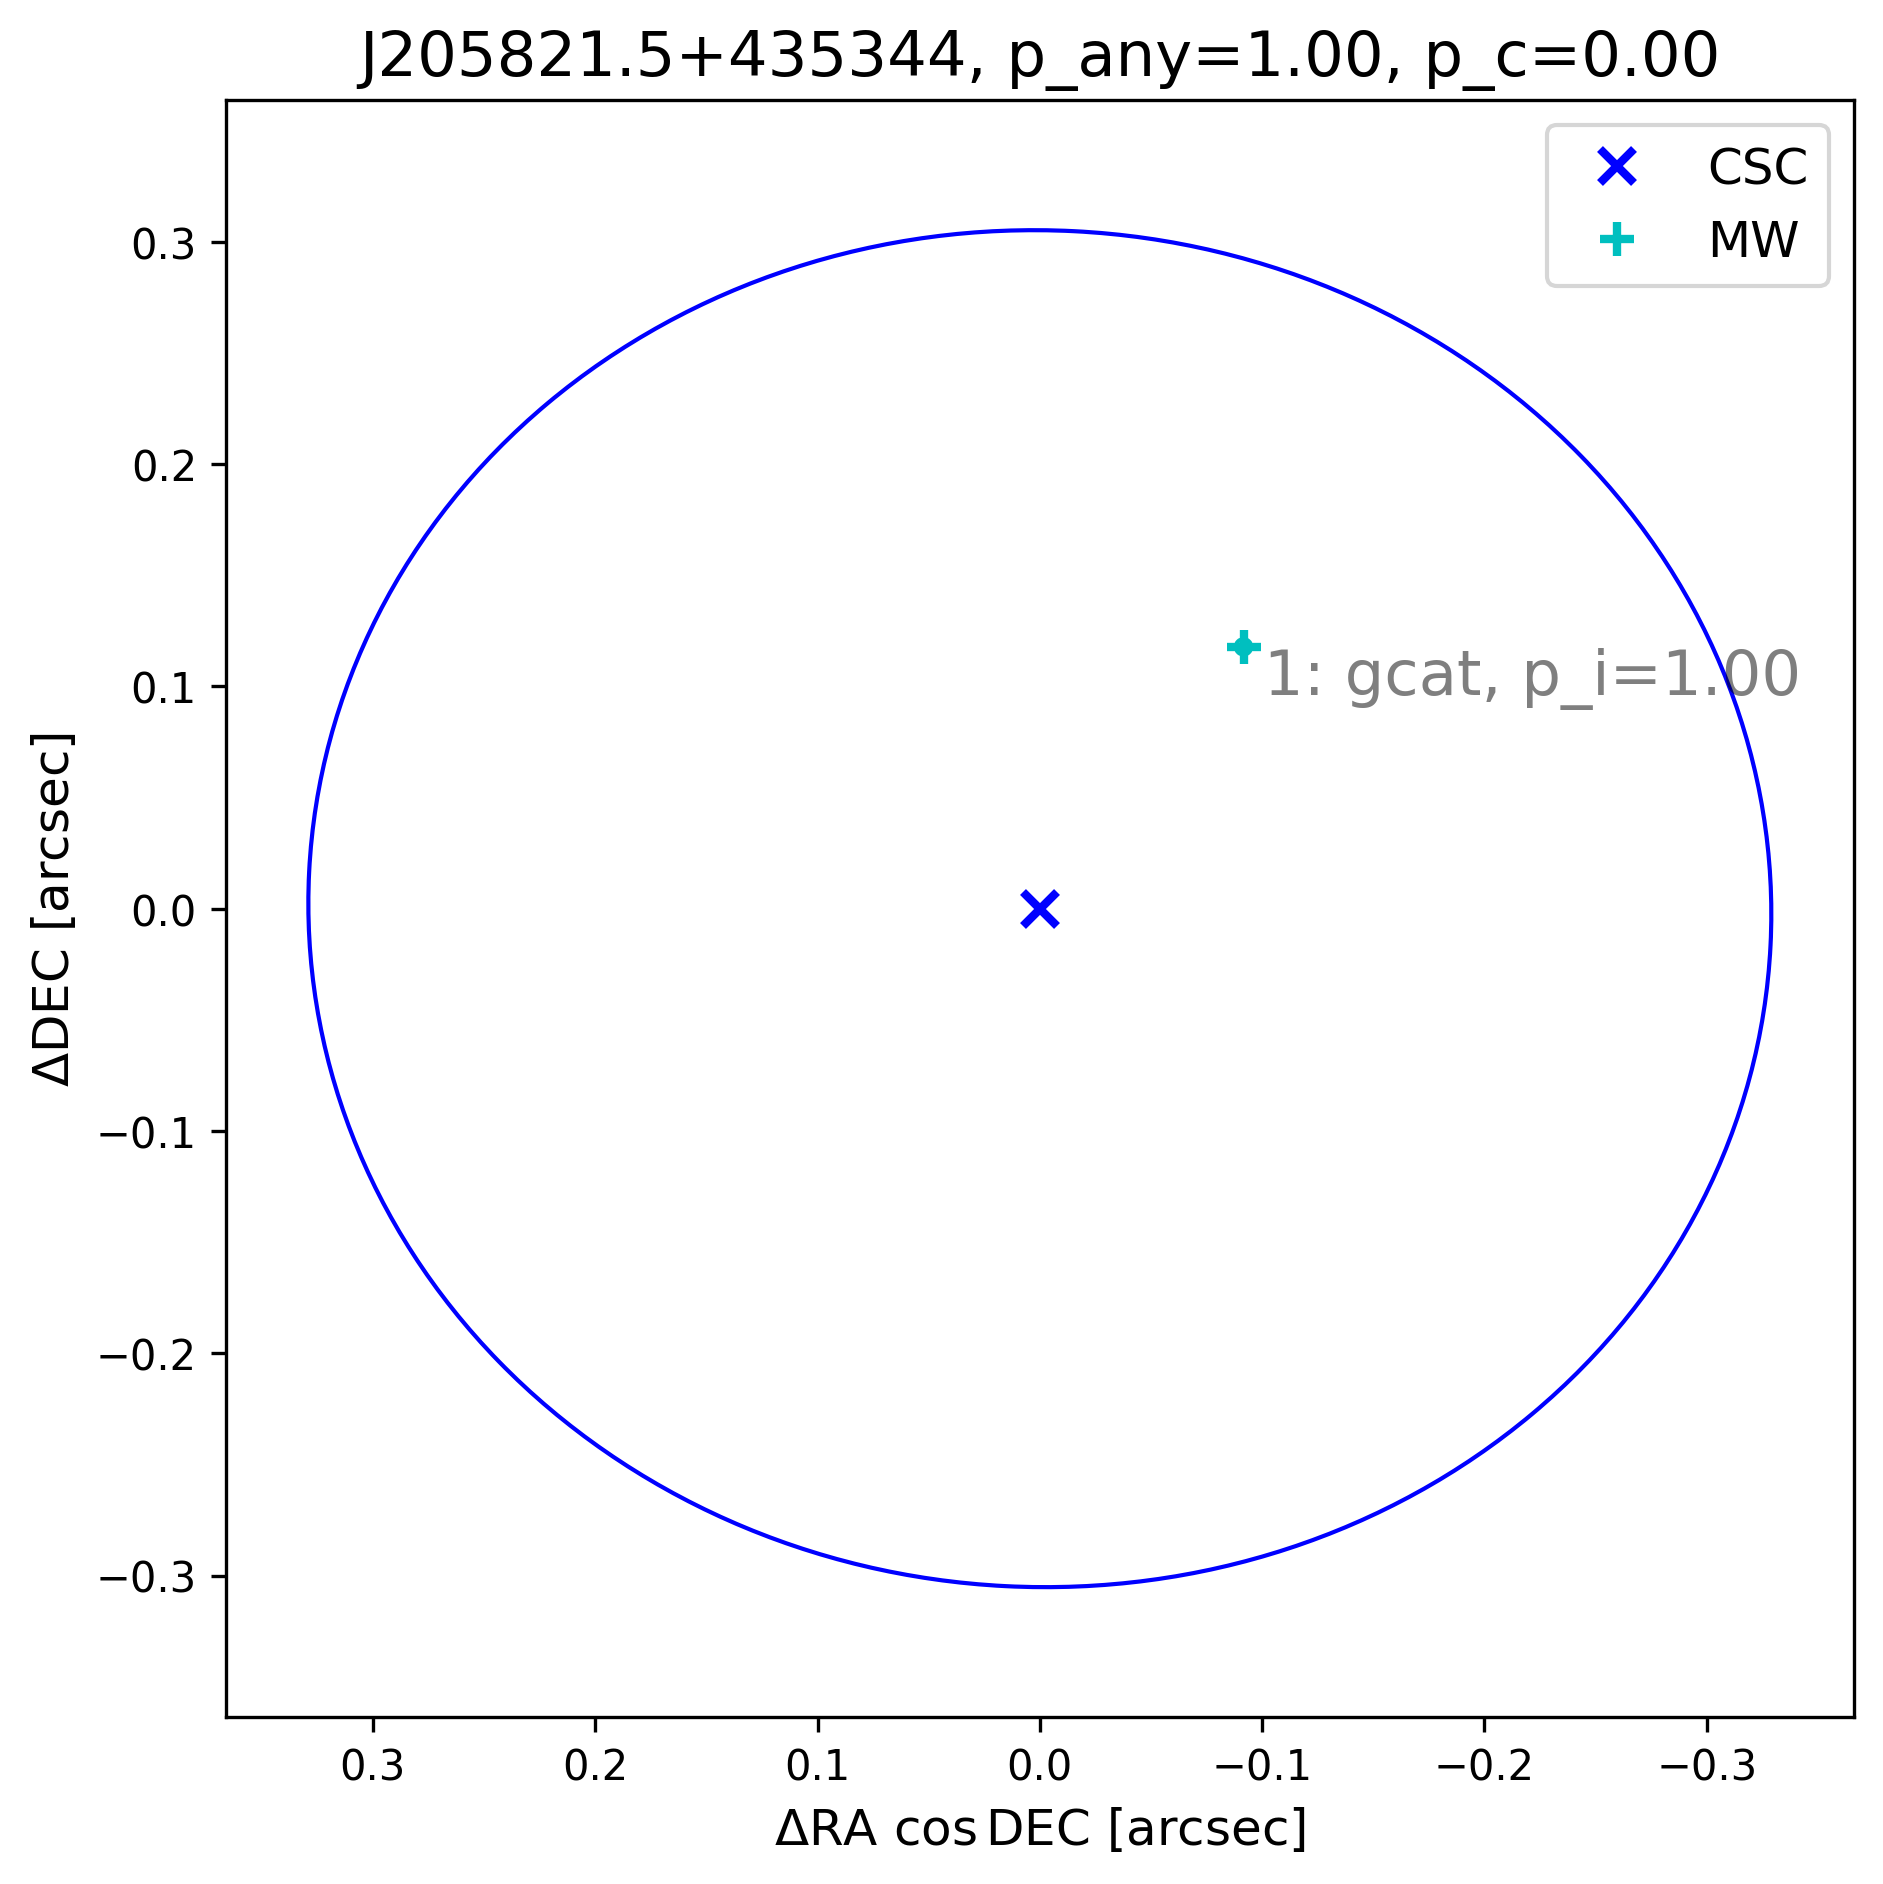 J205821.5+435344, p_any=1.00, p_c=0.00
CSC
MW
0.3
0.2
0.1
0.0
−0.1
−0.2
−0.3
ΔDEC [arcsec]
1: gcat, p_i=1.00
0.3 0.2 0.1 0.0 −0.1 −0.2 −0.3
ΔRA cos DEC [arcsec]